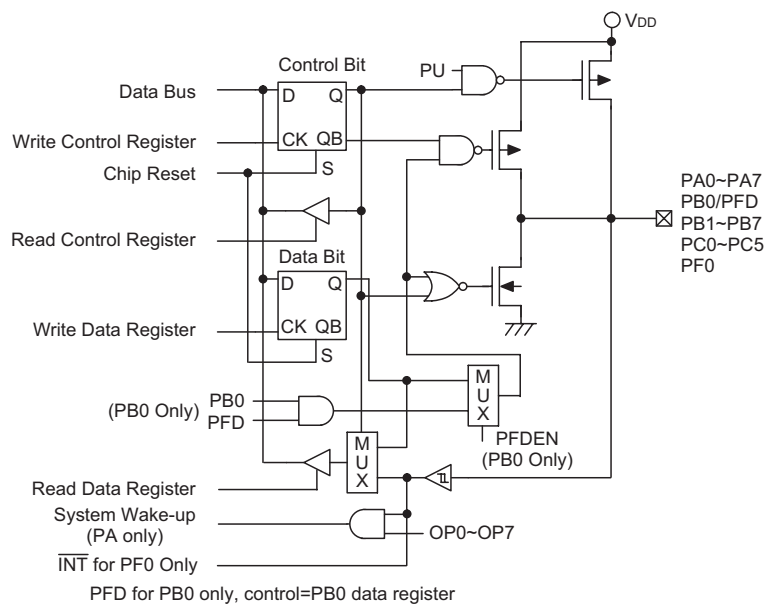 VDD
Control Bit
PU
Data Bus
D
Q
Write Control Register
CK
QB
Chip Reset
S
PA0~PA7
PB0/PFD
PB1~PB7
PC0~PC5
PF0
Read Control Register
Data Bit
D
Q
Write Data Register
CK
QB
S
M
U
X
PB0
(PB0 Only)
PFD
PFDEN
(PB0 Only)
M
U
X
Read Data Register
System Wake-up
(PA only)
OP0~OP7
INT for PF0 Only
PFD for PB0 only, control=PB0 data register